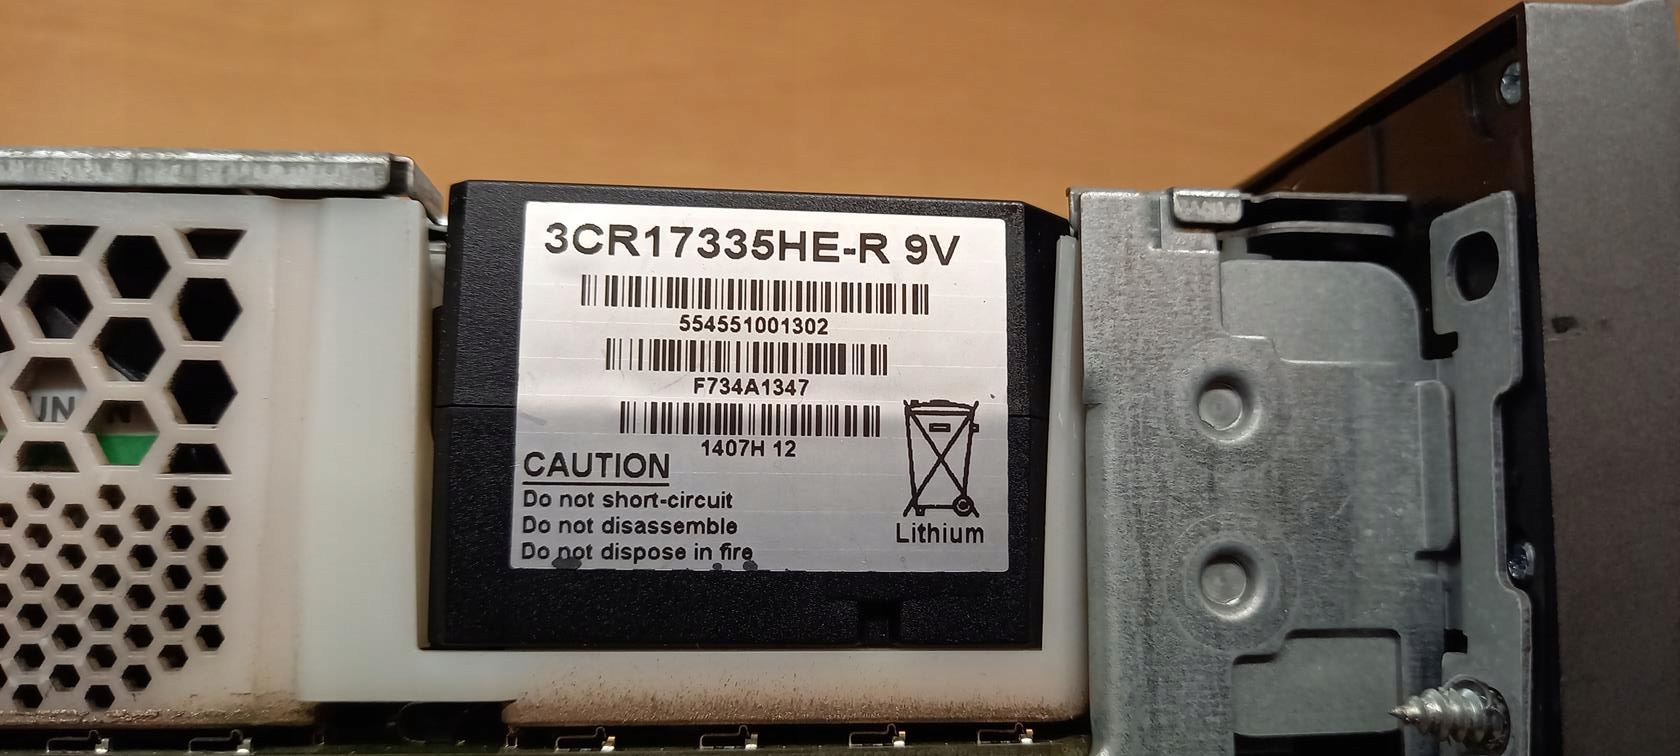 3CR17335HE-R 9V
554551001302
F734A1347
1407H 12
CAUTION
Do not short-circuit
Do not disassemble
Do not dispose in fire
Lithium
UN